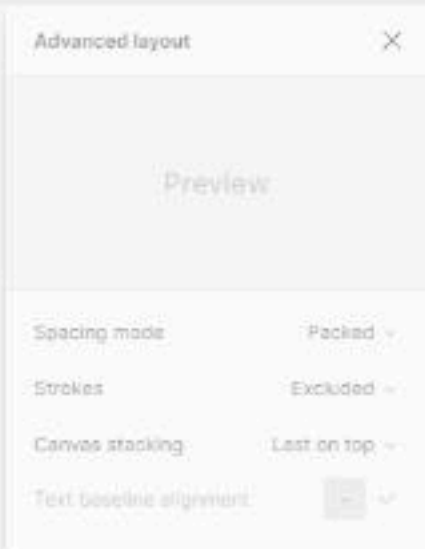 Advanced layout
Preview
Spacing mode Packed
Strokes Excluded
Canvas stacking Last on top
Text baseline alignment